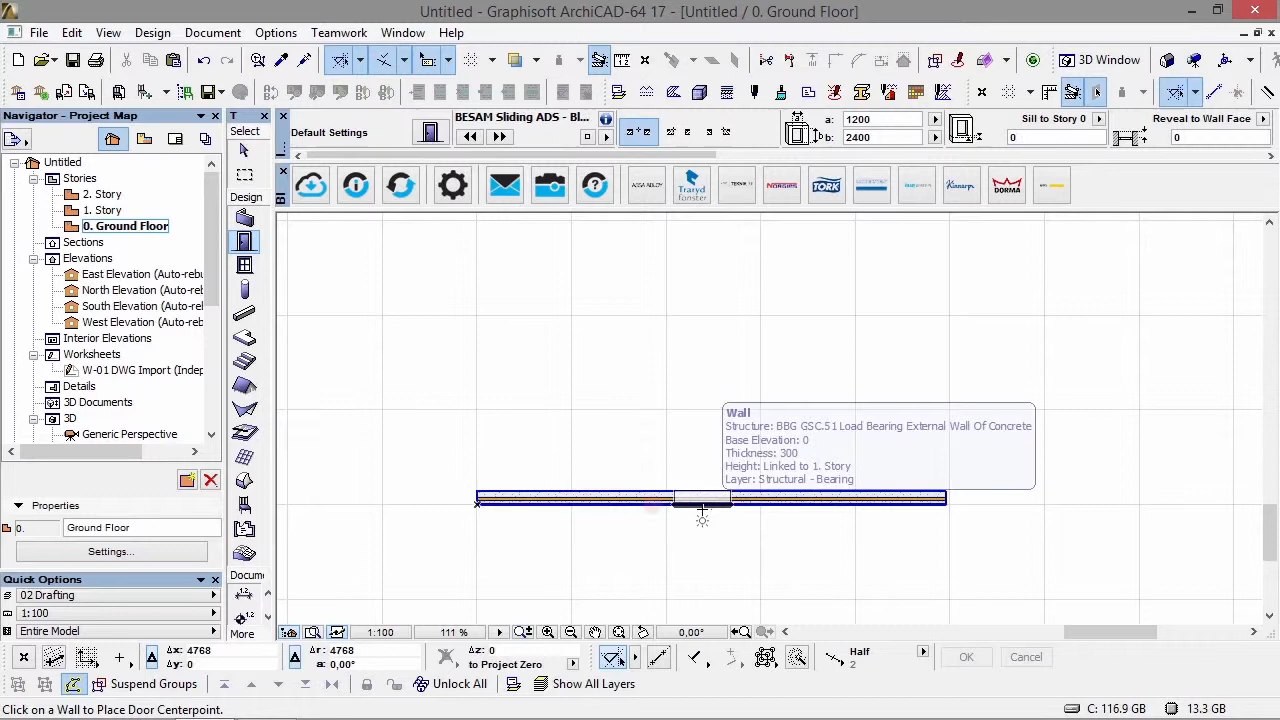 Untitled - Graphisoft ArchiCAD-64 17 - [Untitled / 0. Ground Floor]
File Edit View Design Document Options Teamwork Window Help
3D Window
Navigator - Project Map
T
Select
Default Settings
BESAM Sliding ADS - Bl...
a: 1200
b: 2400
Sill to Story 0
0
Reveal to Wall Face
0
Untitled
Stories
2. Story
1. Story
0. Ground Floor
Sections
Elevations
East Elevation (Auto-rebu
North Elevation (Auto-reb
South Elevation (Auto-reb
West Elevation (Auto-reb
Interior Elevations
Worksheets
W-01 DWG Import (Indep
Details
3D Documents
3D
Generic Perspective
Design
ASSA ABLOY
Traryd fönster
NORGIPS
TORK
Kinnarps
DORMA
Wall
Structure: BBG GSC.51 Load Bearing External Wall Of Concrete
Base Elevation: 0
Thickness: 300
Height: Linked to 1. Story
Layer: Structural - Bearing
Properties
0. Ground Floor
Settings...
Quick Options
02 Drafting
1:100
Entire Model
Docume
More
1:100
111 %
0,00°
Δx: 4768
Δy: 0
Δr: 4768
a: 0,00°
Δz: 0
to Project Zero
Half
2
OK
Cancel
Suspend Groups
Unlock All
Show All Layers
Click on a Wall to Place Door Centerpoint.
C: 116.9 GB
13.3 GB